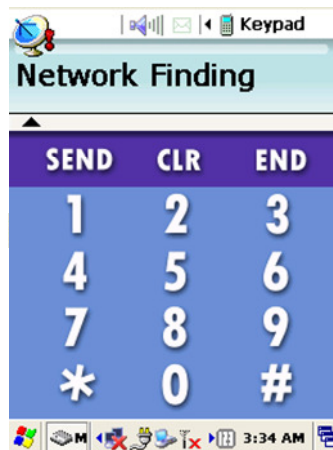 Keypad
Network Finding
SEND CLR END
1 2 3
4 5 6
7 8 9
* 0 #
M 3:34 AM